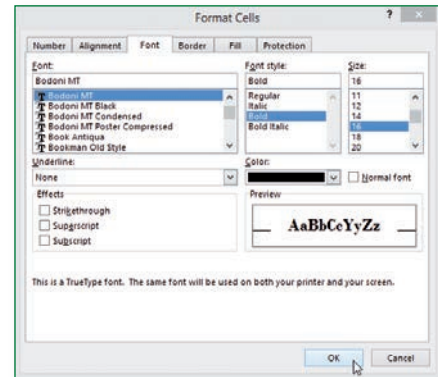 Format Cells ?
Number Alignment Font Border Fill Protection
Font: Font style: Size:
Bodoni MT Bold 16
Bodoni MT Regular 11
Bodoni MT Black Italic 12
Bodoni MT Condensed Bold 14
Bodoni MT Poster Compressed Bold Italic 16
Book Antiqua 18
Bookman Old Style 20
Underline: Color:
None Normal font
Effects Preview
Strikethrough
Superscript
Subscript
AaBbCcYyZz
This is a TrueType font. The same font will be used on both your printer and your screen.
OK Cancel